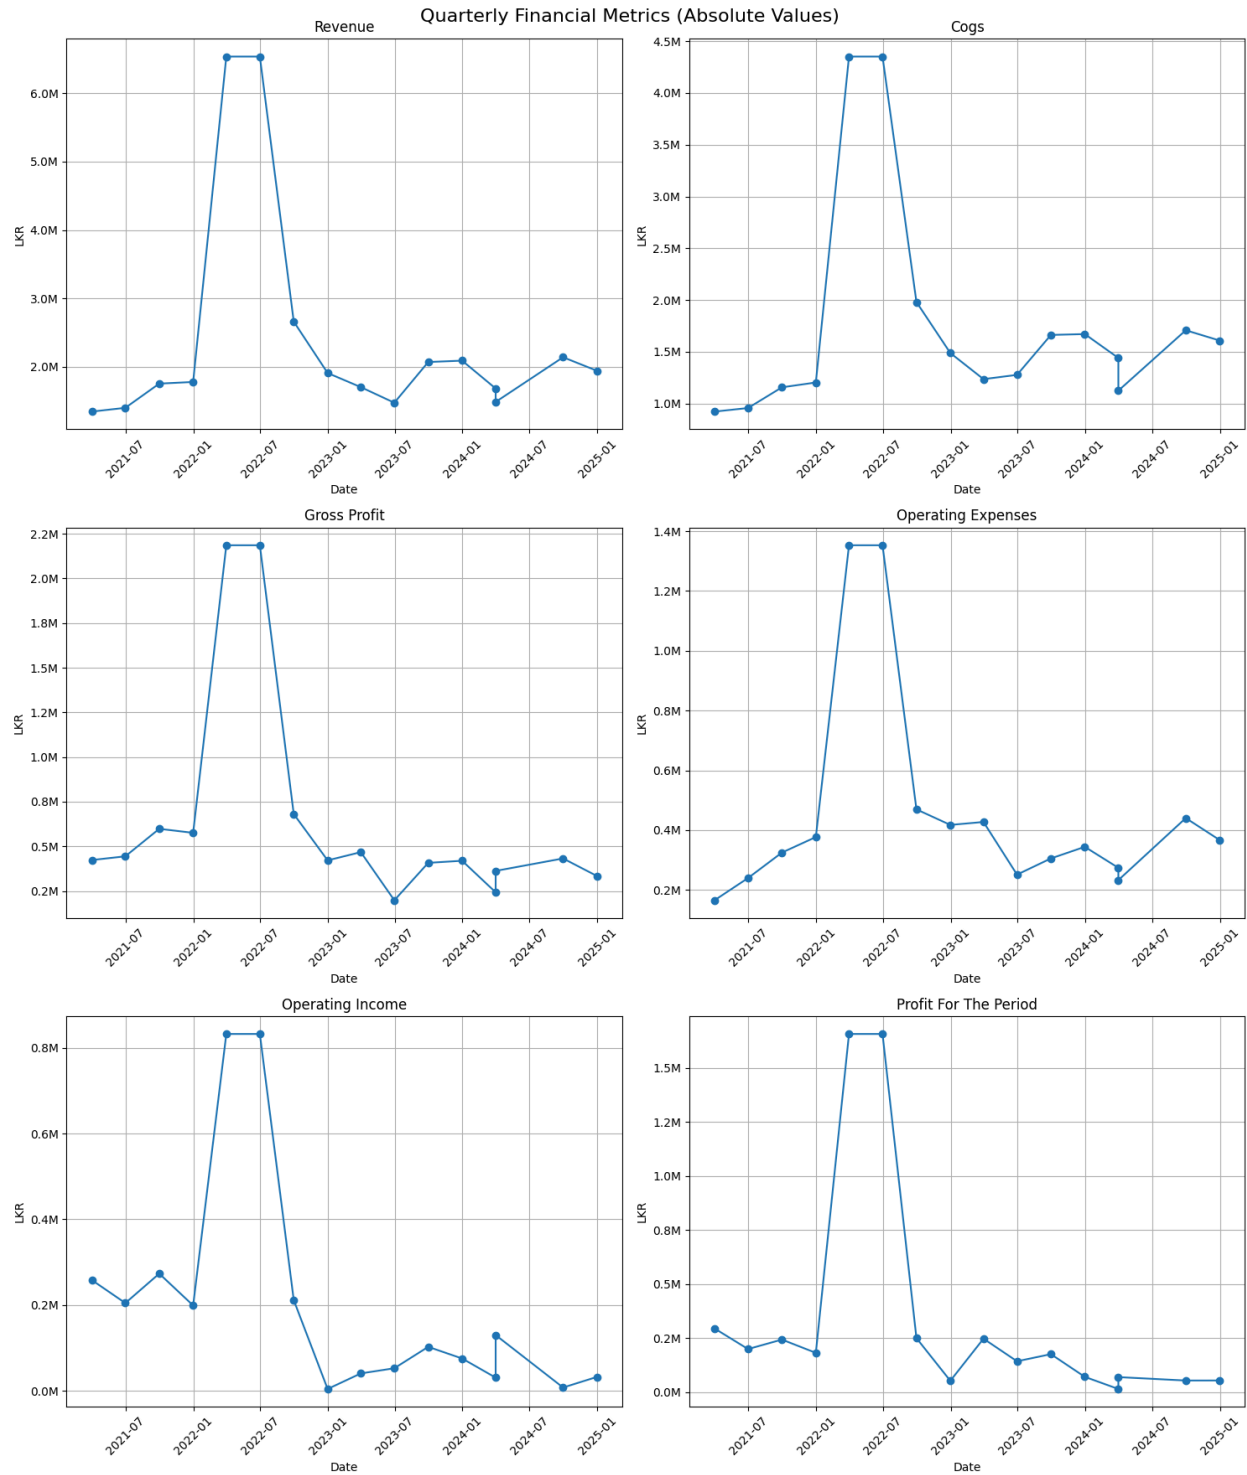 Quarterly Financial Metrics (Absolute Values)
Revenue
6.0M
5.0M
4.0M
3.0M
2.0M
LKR
2021-07
2022-01
2022-07
2023-01
2023-07
2024-01
2024-07
2025-01
Date
Cogs
4.5M
4.0M
3.5M
3.0M
2.5M
2.0M
1.5M
1.0M
LKR
2021-07
2022-01
2022-07
2023-01
2023-07
2024-01
2024-07
2025-01
Date
Gross Profit
2.2M
2.0M
1.8M
1.5M
1.2M
1.0M
0.8M
0.5M
0.2M
LKR
2021-07
2022-01
2022-07
2023-01
2023-07
2024-01
2024-07
2025-01
Date
Operating Expenses
1.4M
1.2M
1.0M
0.8M
0.6M
0.4M
0.2M
LKR
2021-07
2022-01
2022-07
2023-01
2023-07
2024-01
2024-07
2025-01
Date
Operating Income
0.8M
0.6M
0.4M
0.2M
0.0M
LKR
2021-07
2022-01
2022-07
2023-01
2023-07
2024-01
2024-07
2025-01
Date
Profit For The Period
1.5M
1.2M
1.0M
0.8M
0.5M
0.2M
0.0M
LKR
2021-07
2022-01
2022-07
2023-01
2023-07
2024-01
2024-07
2025-01
Date